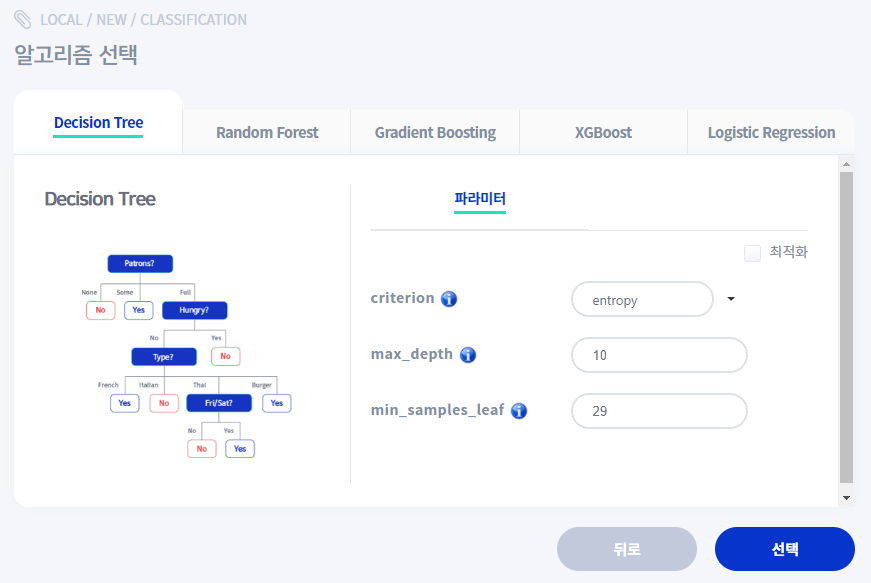 LOCAL / NEW / CLASSIFICATION
알고리즘 선택
Decision Tree
Random Forest
Gradient Boosting
XGBoost
Logistic Regression
Decision Tree
Patrons?
None
Some
Full
No
Yes
Hungry?
No
Yes
Type?
No
French
Italian
Thai
Burger
Yes
No
Fri/Sat?
Yes
No
Yes
No
Yes
파라미터
최적화
criterion
entropy
max_depth
10
min_samples_leaf
29
뒤로
선택